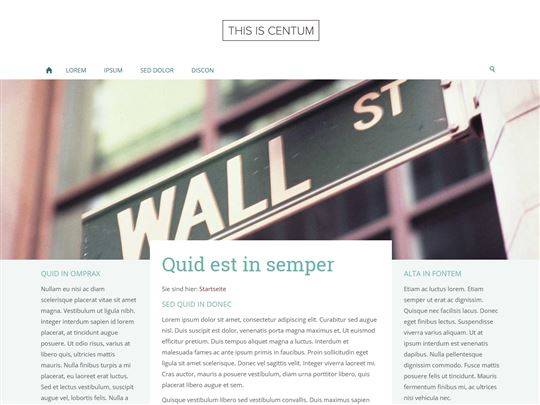 THIS IS CENTUM
LOREM IPSUM SED DOLOR DISCON
WALL ST
Quid est in semper
Sie sind hier: Startseite
SED QUID IN DONEC
Lorem ipsum dolor sit amet, consectetur adipiscing elit. Curabitur sed augue
nisl. Duis suscipit est dolor, venenatis porta magna maximus et. Ut euismod
efficitur pretium. Duis tempus aliquet magna a luctus. Interdum et
malesuada fames ac ante ipsum primis in faucibus. Proin sollicitudin eget
ligula sit amet scelerisque. Donec vel sagittis velit. Integer viverra laoreet mi.
Cras auctor, mauris a posuere vestibulum, diam urna porttitor libero, quis
placerat libero augue et sem.
Quisque vestibulum libero sed vestibulum convallis. Duis maximus sapien
QUID IN OMPRAX
Nullam eu nisi ac diam
scelerisque placerat vitae sit amet
magna. Vestibulum ut ligula nibh.
Integer interdum sapien id lorem
placerat, at tincidunt augue
posuere. Ut odio risus, varius at
libero quis, ultricies mattis
mauris. Nulla finibus turpis a mi
placerat, eu laoreet erat luctus.
Sed et lectus vestibulum, suscipit
augue vel, lobortis felis. Nulla a
ALTA IN FONTEM
Etiam ac luctus lorem. Etiam
semper ut erat ac dignissim.
Quisque nec facilisis lacus. Donec
eget finibus lectus. Suspendisse
viverra varius aliquam. Ut at
ipsum interdum est venenatis
dapibus. Nulla pellentesque
dignissim commodo. Fusce mattis
posuere felis ut tincidunt. Mauris
fermentum finibus mi, ac ultricies
nisi vehicula nec.